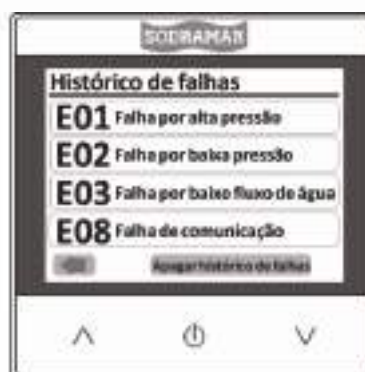 SODRAMAR
Histórico de falhas
E01 Falha por alta pressão
E02 Falha por baixa pressão
E03 Falha por baixo fluxo de água
E08 Falha de comunicação
Apagar histórico de falhas